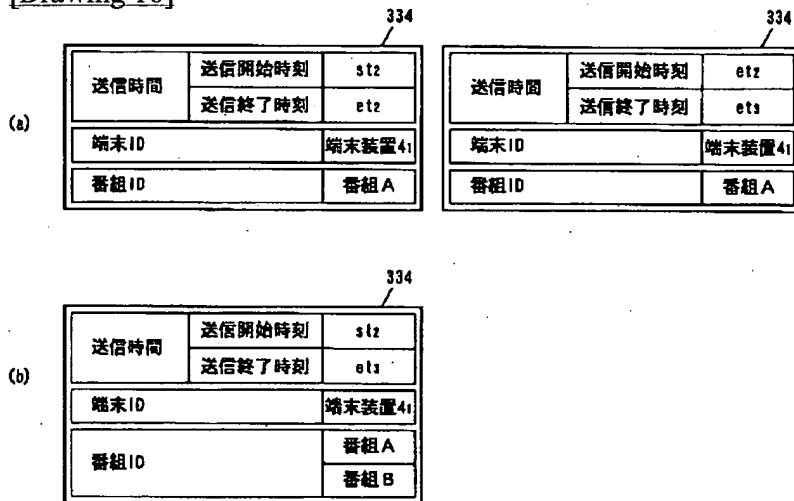 [Drawing 10]
(a)
334
送信時間 送信開始時刻 st2
送信終了時刻 et2
端末ID 端末装置41
番組ID 番組A
334
送信時間 送信開始時刻 et2
送信終了時刻 et3
端末ID 端末装置41
番組ID 番組A
(b)
334
送信時間 送信開始時刻 st2
送信終了時刻 et3
端末ID 端末装置41
番組ID 番組A
番組B